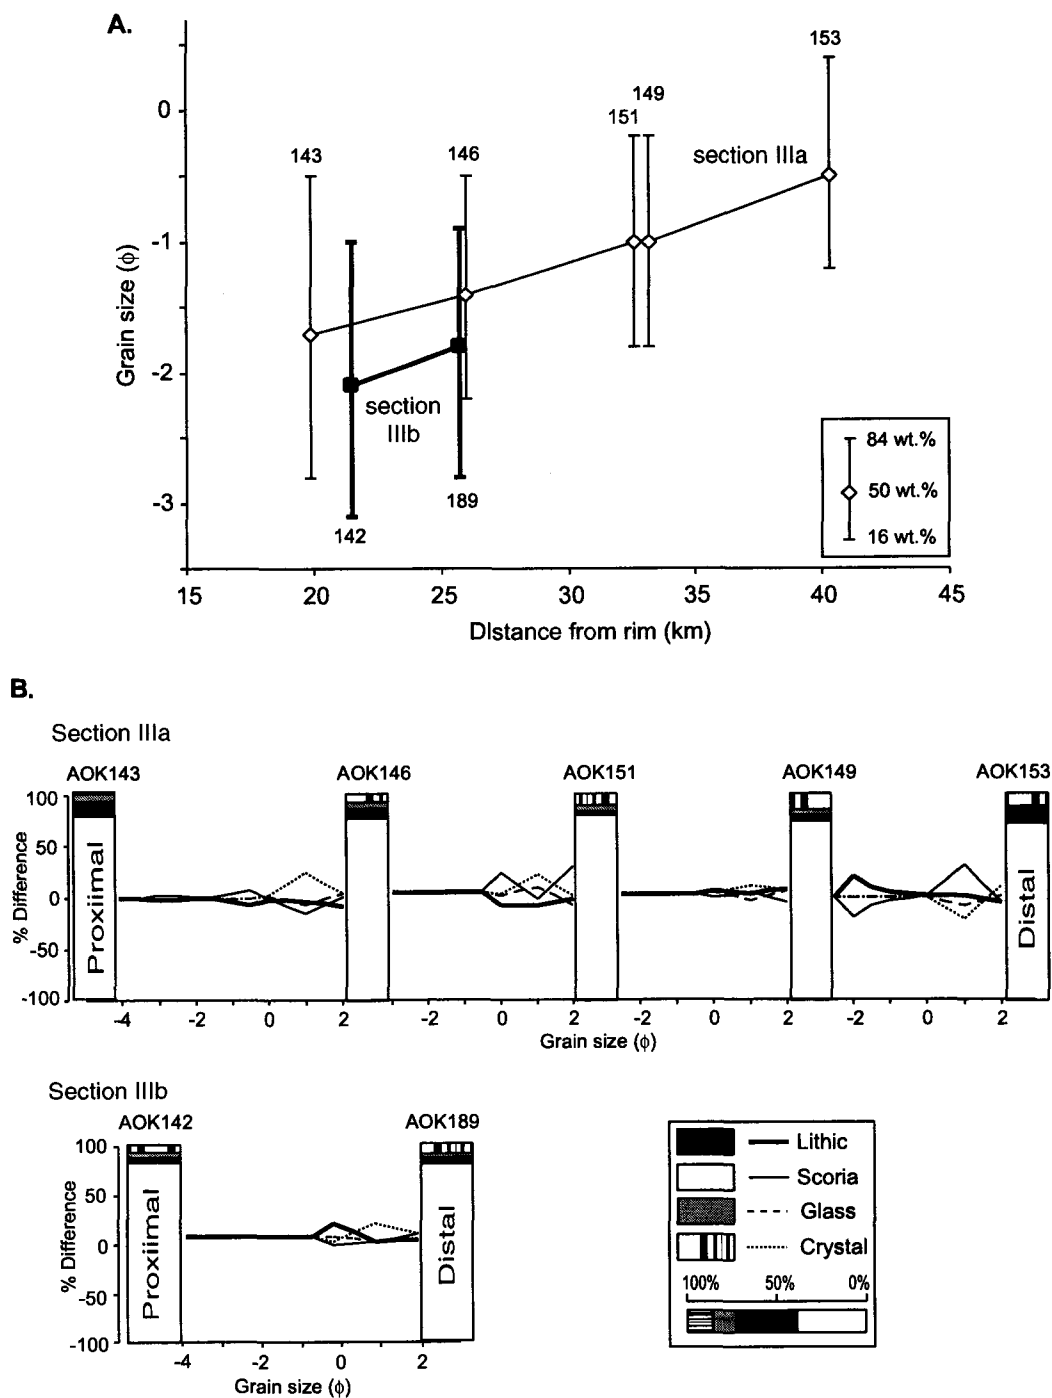 A.
153
149
151
section IIIa
143
146
0
-1
-2
-3
Grain size (ϕ)
section
IIIb
142
189
84 wt.%
50 wt.%
16 wt.%
15 20 25 30 35 40 45
DIstance from rim (km)
B.
Section IIIa
AOK143 AOK146 AOK151 AOK149 AOK153
100
50
0
-50
-100
% Difference
Proxiimal
Distal
-4 -2 0 2 -2 0 2 -2 0 2 -2 0 2
Grain size (ϕ)
Section IIIb
AOK142 AOK189
100
50
0
-50
-100
% Difference
Proxiimal
Distal
-4 -2 0 2
Grain size (ϕ)
Lithic
Scoria
Glass
Crystal
100% 50% 0%